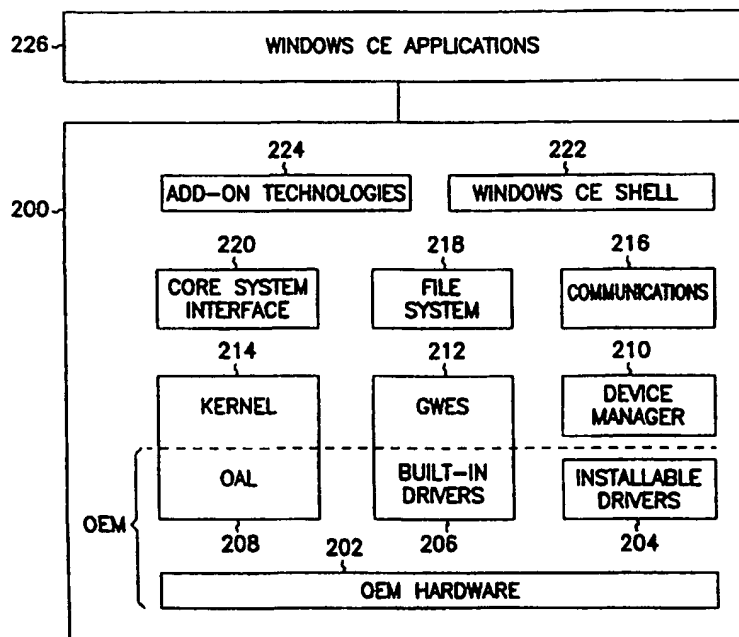 226
WINDOWS CE APPLICATIONS
224
222
ADD-ON TECHNOLOGIES
WINDOWS CE SHELL
200
220
218
216
CORE SYSTEM
INTERFACE
FILE
SYSTEM
COMMUNICATIONS
214
212
210
KERNEL
GWES
DEVICE
MANAGER
OAL
BUILT-IN
DRIVERS
INSTALLABLE
DRIVERS
OEM
208
206
204
202
OEM HARDWARE